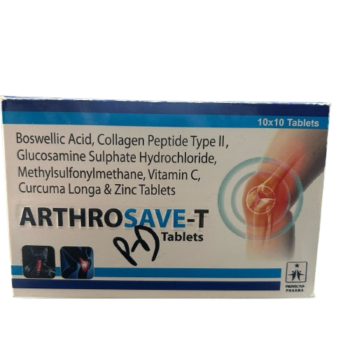 10x10 Tablets
Boswellic Acid, Collagen Peptide Type II,
Glucosamine Sulphate Hydrochloride,
Methylsulfonylmethane, Vitamin C,
Curcuma Longa & Zinc Tablets
ARTHROSAVE-T
Tablets
PHARMA